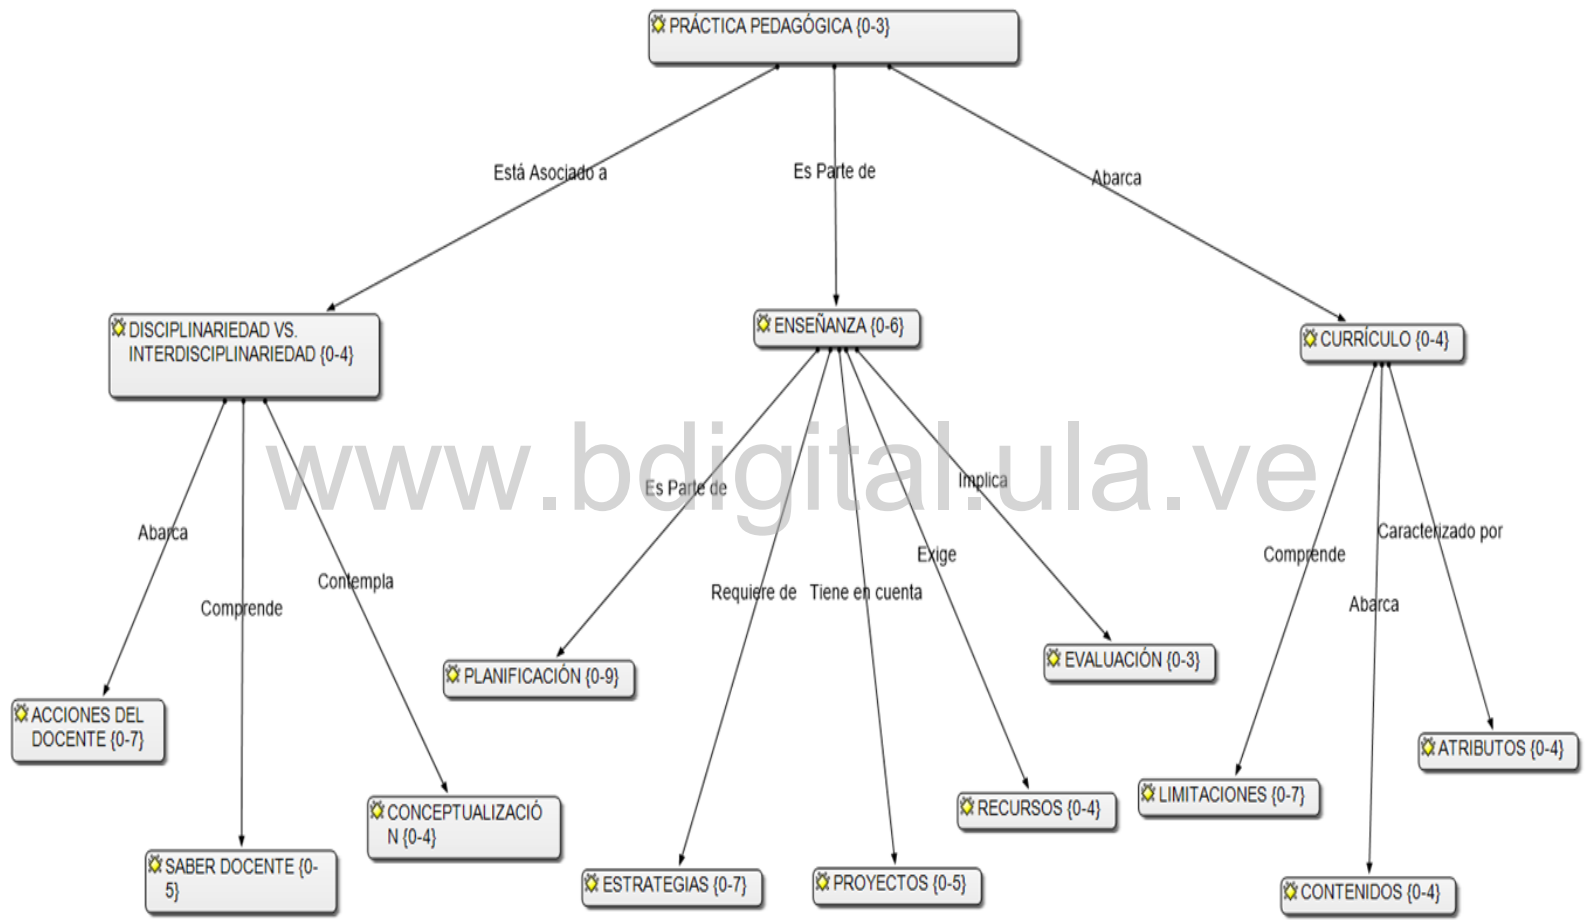 PRÁCTICA PEDAGÓGICA {0-3}
Está Asociado a
Es Parte de
Abarca
DISCIPLINARIEDAD VS.
INTERDISCIPLINARIEDAD {0-4}
ENSEÑANZA {0-6}
CURRÍCULO {0-4}
www.bdigital.ula.ve
Abarca
Comprende
Contempla
Es Parte de
Requiere de
Tiene en cuenta
Exige
Implica
Comprende
Abarca
Caracterizado por
ACCIONES DEL
DOCENTE {0-7}
SABER DOCENTE {0-
5}
CONCEPTUALIZACIÓ
N {0-4}
PLANIFICACIÓN {0-9}
ESTRATEGIAS {0-7}
PROYECTOS {0-5}
RECURSOS {0-4}
EVALUACIÓN {0-3}
LIMITACIONES {0-7}
CONTENIDOS {0-4}
ATRIBUTOS {0-4}